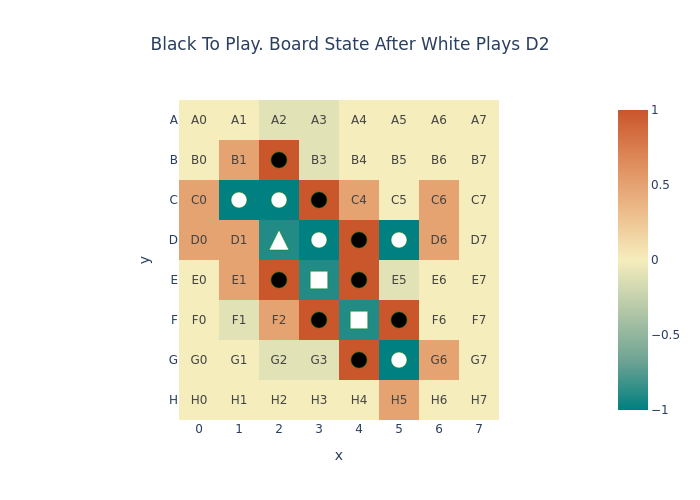 Black To Play. Board State After White Plays D2
A A0 A1 A2 A3 A4 A5 A6 A7
B B0 B1 B3 B4 B5 B6 B7
C C0 C4 C5 C6 C7
D D0 D1 D6 D7
E E0 E1 E5 E6 E7
F F0 F1 F2 F6 F7
G G0 G1 G2 G3 G6 G7
H H0 H1 H2 H3 H4 H5 H6 H7
0 1 2 3 4 5 6 7
x
y
1
0.5
0
−0.5
−1